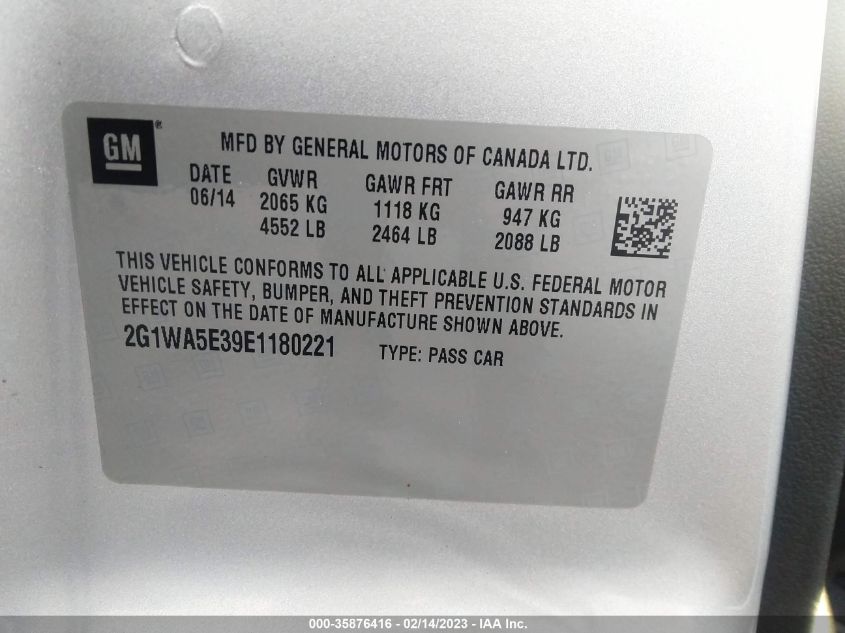 GM®
MFD BY GENERAL MOTORS OF CANADA LTD.
DATE GVWR GAWR FRT GAWR RR
06/14 2065 KG 1118 KG 947 KG
4552 LB 2464 LB 2088 LB
THIS VEHICLE CONFORMS TO ALL APPLICABLE U.S. FEDERAL MOTOR
VEHICLE SAFETY, BUMPER, AND THEFT PREVENTION STANDARDS IN
EFFECT ON THE DATE OF MANUFACTURE SHOWN ABOVE.
2G1WA5E39E1180221 TYPE: PASS CAR
000-35876416 - 02/14/2023 - IAA Inc.